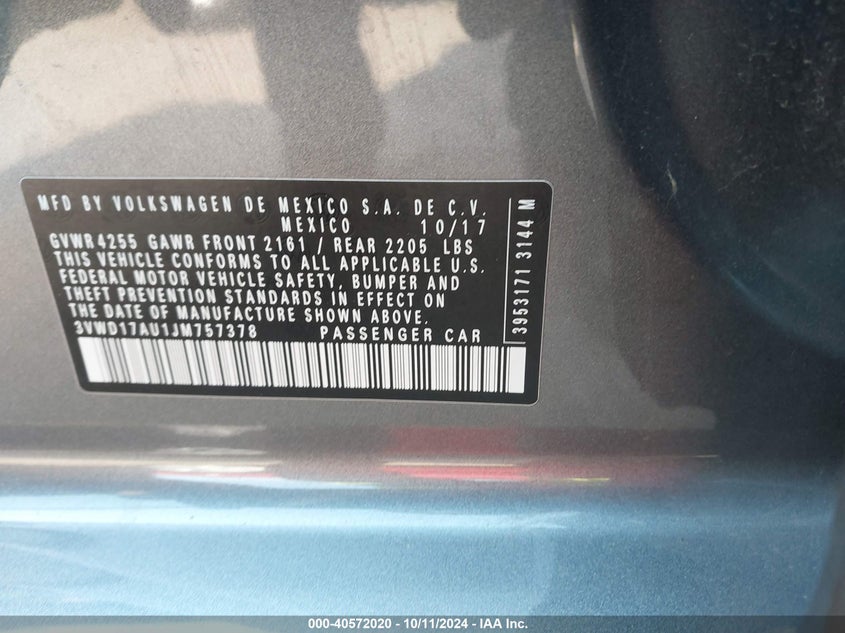 MFD BY VOLKSWAGEN DE MEXICO S.A. DE C.V.
MEXICO 10/17
GVWR 4255 GAWR FRONT 2161 / REAR 2205 LBS
THIS VEHICLE CONFORMS TO ALL APPLICABLE U.S.
FEDERAL MOTOR VEHICLE SAFETY, BUMPER AND
THEFT PREVENTION STANDARDS IN EFFECT ON
THE DATE OF MANUFACTURE SHOWN ABOVE.
3VWD17AU1JM757378 PASSENGER CAR
3953171 3144 M
000-40572020 - 10/11/2024 - IAA Inc.